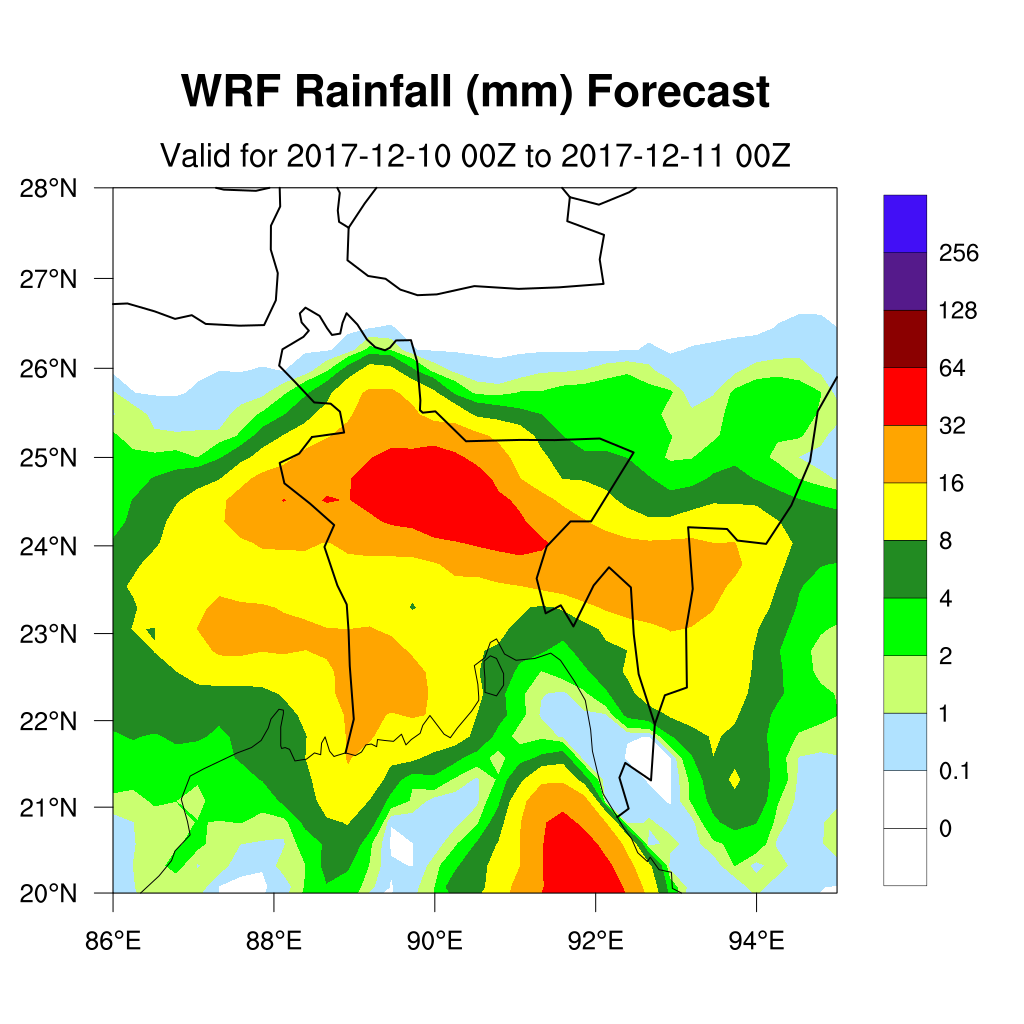 WRF Rainfall (mm) Forecast
Valid for 2017-12-10 00Z to 2017-12-11 00Z
28°N
27°N
26°N
25°N
24°N
23°N
22°N
21°N
20°N
86°E 88°E 90°E 92°E 94°E
256
128
64
32
16
8
4
2
1
0.1
0